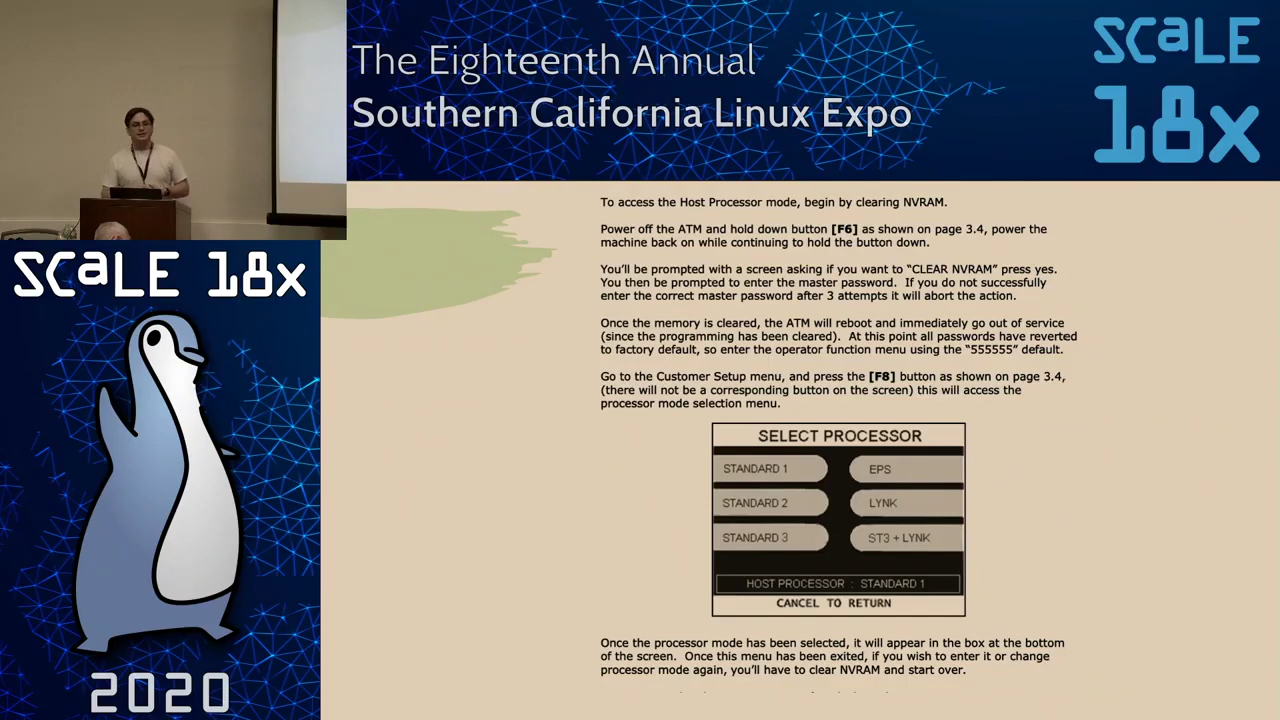 The Eighteenth Annual
Southern California Linux Expo
SCaLE
18x
SCaLE 18x
2020
To access the Host Processor mode, begin by clearing NVRAM.
Power off the ATM and hold down button [F6] as shown on page 3.4, power the
machine back on while continuing to hold the button down.
You'll be prompted with a screen asking if you want to "CLEAR NVRAM" press yes.
You then be prompted to enter the master password.  If you do not successfully
enter the correct master password after 3 attempts it will abort the action.
Once the memory is cleared, the ATM will reboot and immediately go out of service
(since the programming has been cleared).  At this point all passwords have reverted
to factory default, so enter the operator function menu using the "555555" default.
Go to the Customer Setup menu, and press the [F8] button as shown on page 3.4,
(there will not be a corresponding button on the screen) this will access the
processor mode selection menu.
SELECT PROCESSOR
STANDARD 1
EPS
STANDARD 2
LYNK
STANDARD 3
ST3 + LYNK
HOST PROCESSOR : STANDARD 1
CANCEL TO RETURN
Once the processor mode has been selected, it will appear in the box at the bottom
of the screen.  Once this menu has been exited, if you wish to enter it or change
processor mode again, you'll have to clear NVRAM and start over.